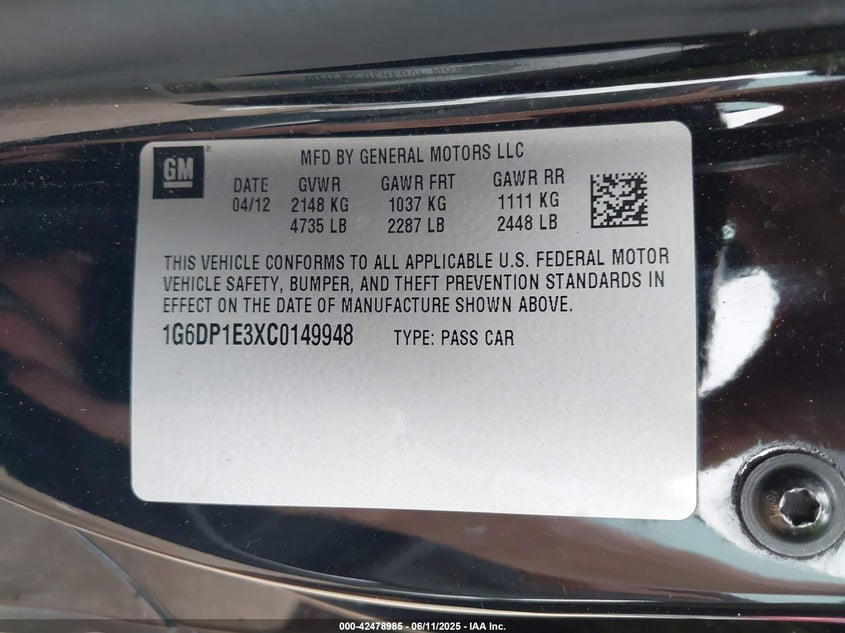 GM
MFD BY GENERAL MOTORS LLC
DATE GVWR GAWR FRT GAWR RR
04/12 2148 KG 1037 KG 1111 KG
4735 LB 2287 LB 2448 LB
THIS VEHICLE CONFORMS TO ALL APPLICABLE U.S. FEDERAL MOTOR
VEHICLE SAFETY, BUMPER, AND THEFT PREVENTION STANDARDS IN
EFFECT ON THE DATE OF MANUFACTURE SHOWN ABOVE.
1G6DP1E3XC0149948 TYPE: PASS CAR
000-42478985 - 06/11/2025 - IAA Inc.